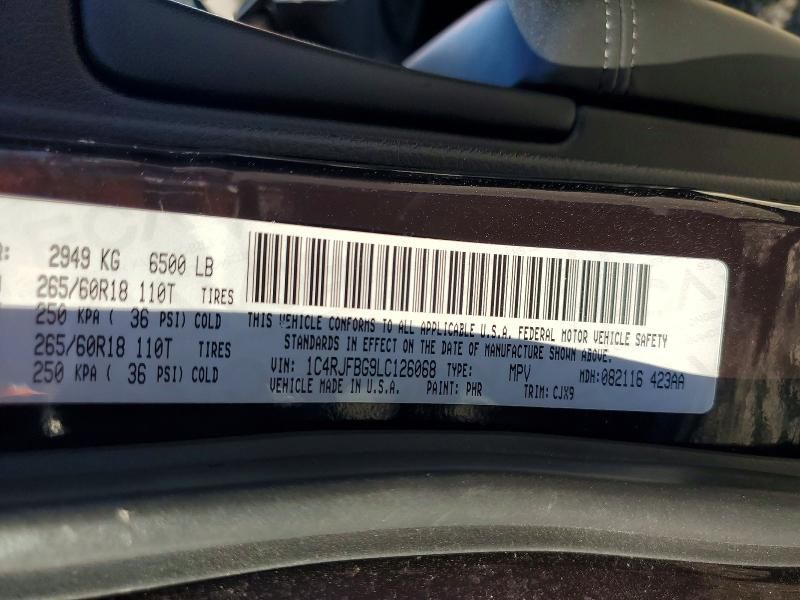 R: 2949 KG 6500 LB
265/60R18 110T TIRES
250 KPA ( 36 PSI) COLD
265/60R18 110T TIRES
250 KPA ( 36 PSI) COLD
THIS VEHICLE CONFORMS TO ALL APPLICABLE U.S.A. FEDERAL MOTOR VEHICLE SAFETY
STANDARDS IN EFFECT ON THE DATE OF MANUFACTURE SHOWN ABOVE.
VIN: 1C4RJFBG9LC126068 TYPE: MPV MDH: 082116 423AA
VEHICLE MADE IN U.S.A. PAINT: PHR TRIM: CJX9